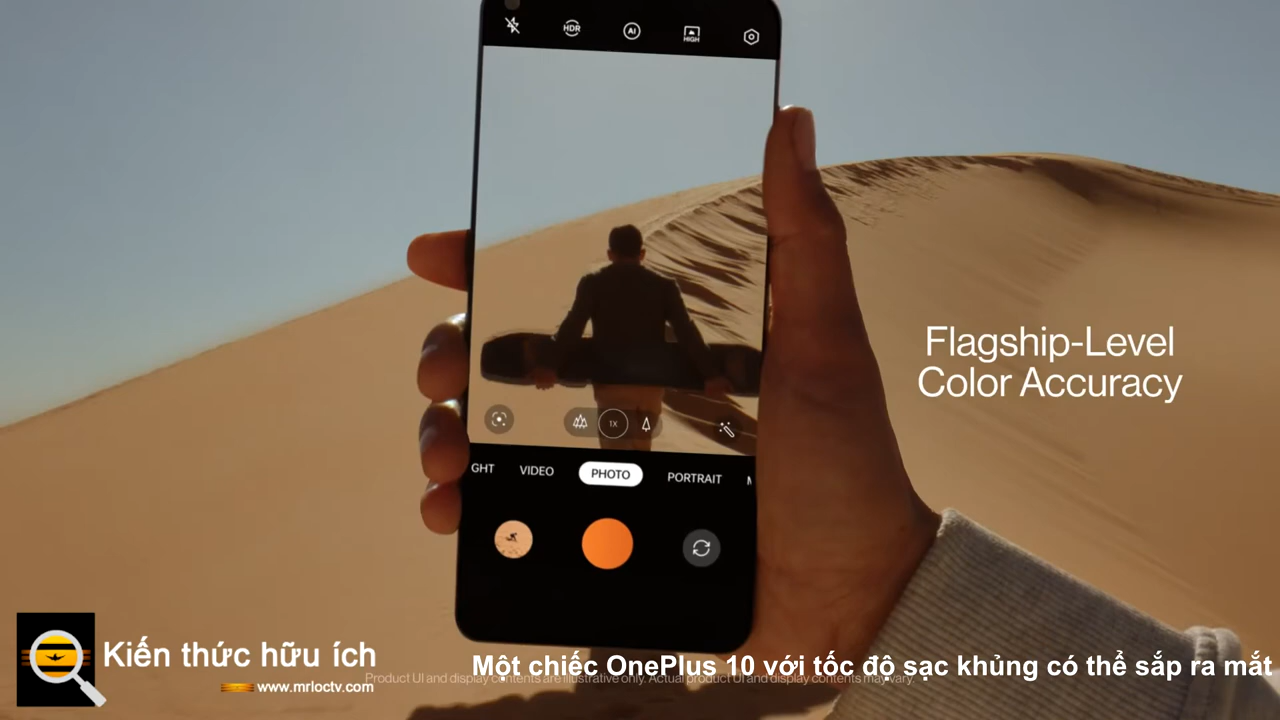 HDR
AI
HIGH
1X
GHT VIDEO PHOTO PORTRAIT
Flagship-Level
Color Accuracy
Kiến thức hữu ích
www.mrloctv.com
Một chiếc OnePlus 10 với tốc độ sạc khủng có thể sắp ra mắt
Product UI and display contents are illustrative only. Actual product UI and display contents may vary.